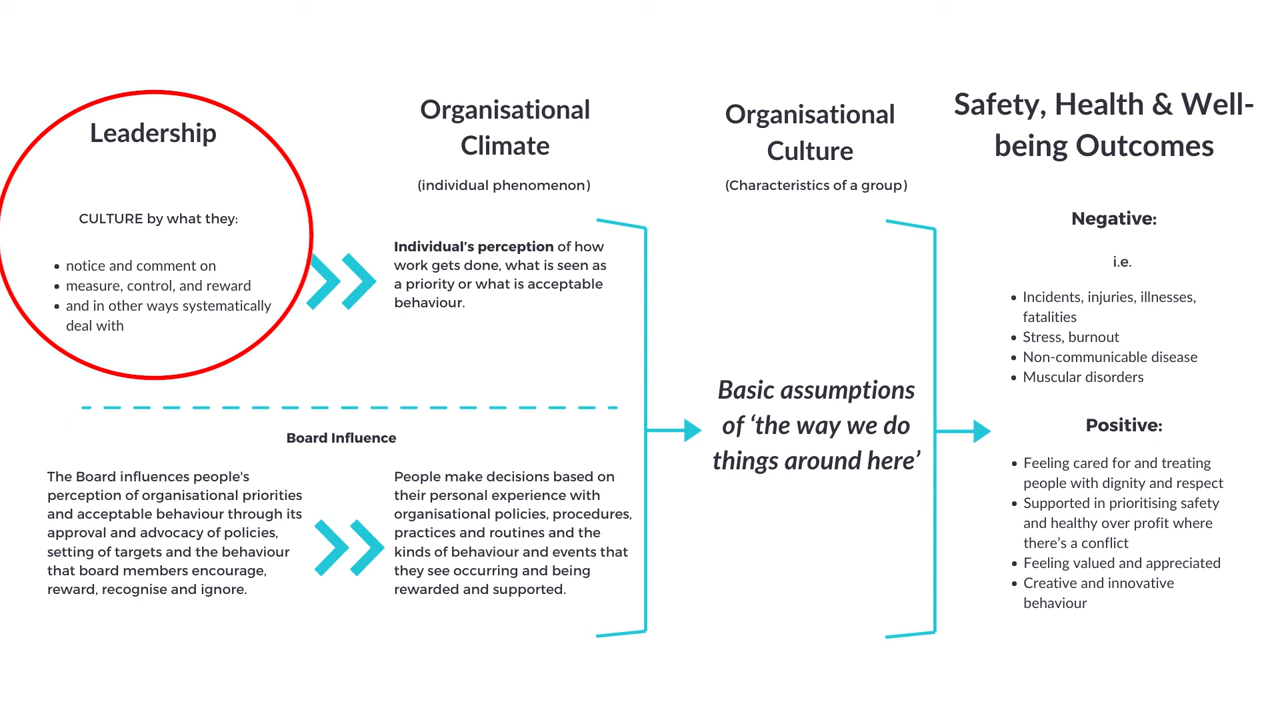 Leadership
CULTURE by what they:
• notice and comment on
• measure, control, and reward
• and in other ways systematically
deal with
Organisational
Climate
(individual phenomenon)
Individual's perception of how
work gets done, what is seen as
a priority or what is acceptable
behaviour.
Board Influence
The Board influences people's
perception of organisational priorities
and acceptable behaviour through its
approval and advocacy of policies,
setting of targets and the behaviour
that board members encourage,
reward, recognise and ignore.
People make decisions based on
their personal experience with
organisational policies, procedures,
practices and routines and the
kinds of behaviour and events that
they see occurring and being
rewarded and supported.
Organisational
Culture
(Characteristics of a group)
Basic assumptions
of ‘the way we do
things around here’
Safety, Health & Well-
being Outcomes
Negative:
i.e.
• Incidents, injuries, illnesses,
fatalities
• Stress, burnout
• Non-communicable disease
• Muscular disorders
Positive:
• Feeling cared for and treating
people with dignity and respect
• Supported in prioritising safety
and healthy over profit where
there’s a conflict
• Feeling valued and appreciated
• Creative and innovative
behaviour